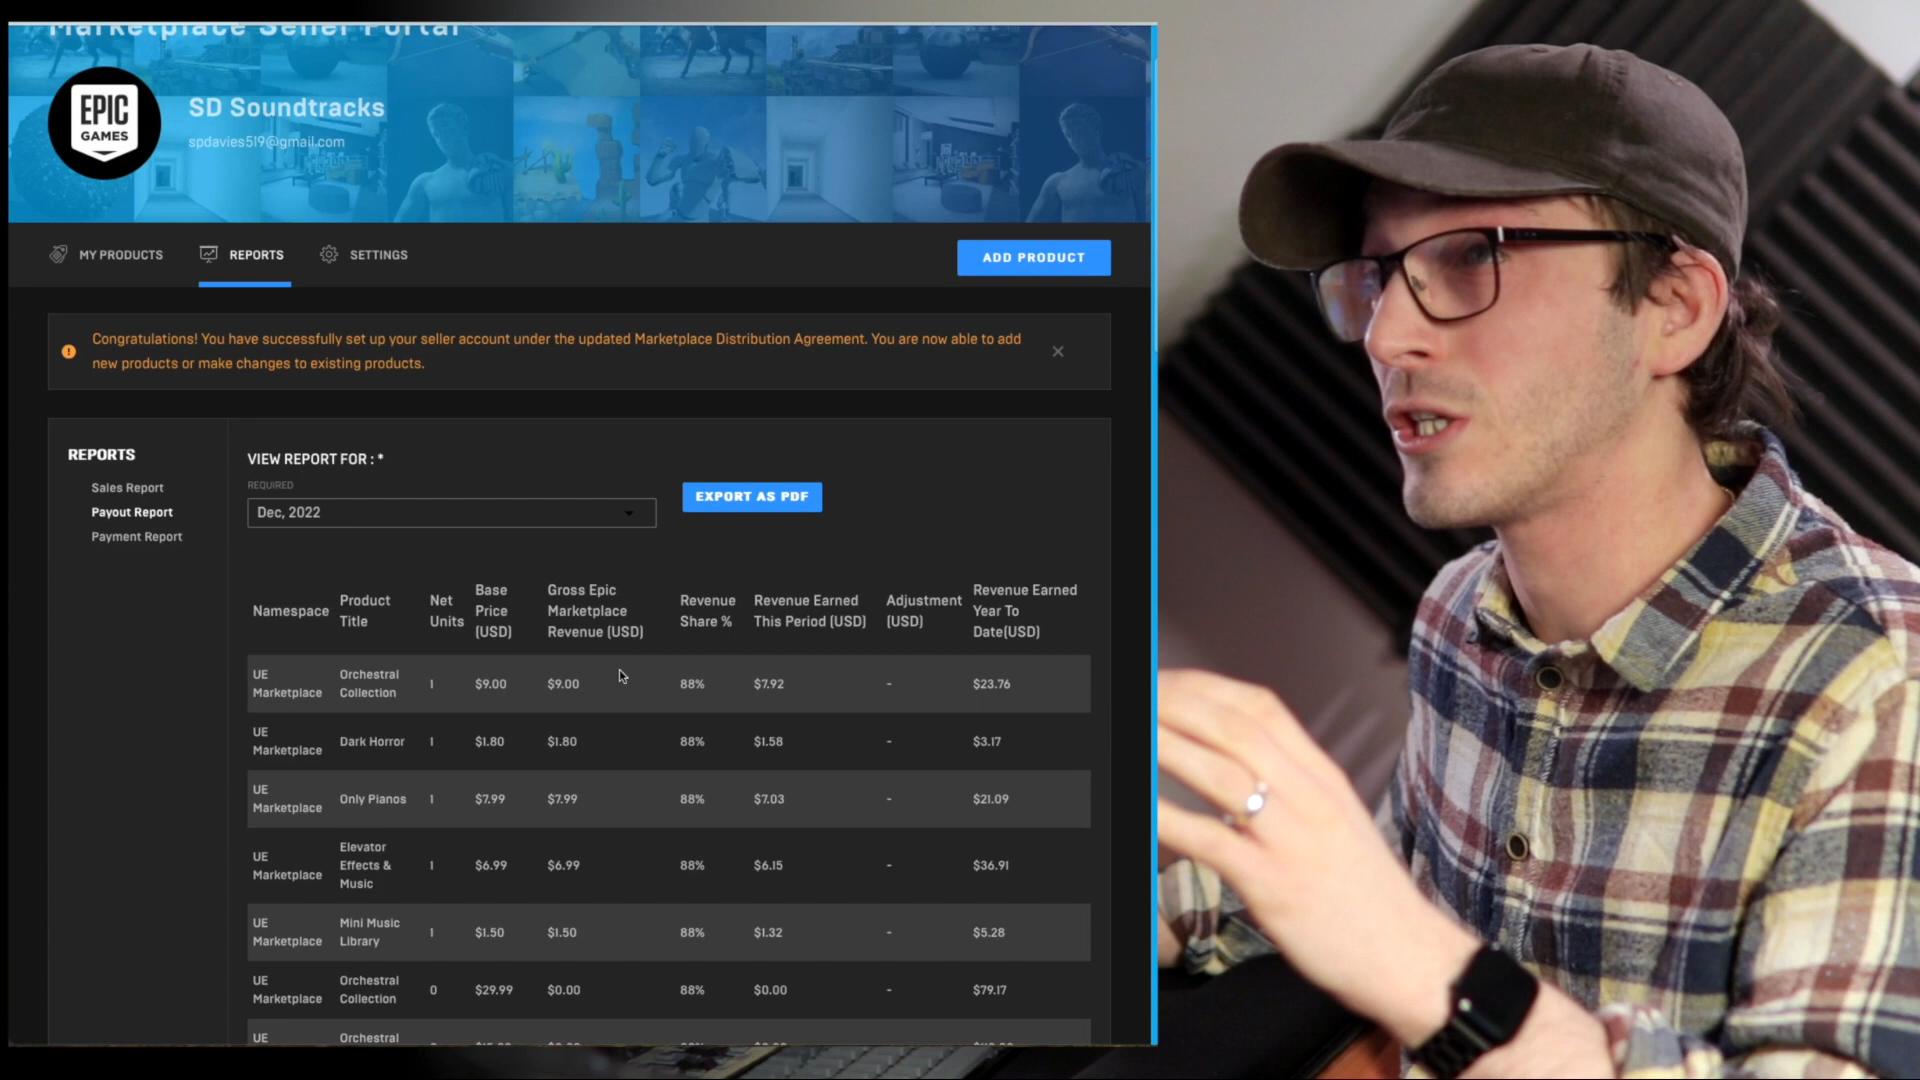 Marketplace Seller Portal
EPIC
GAMES
SD Soundtracks
spdavies519@gmail.com
MY PRODUCTS
REPORTS
SETTINGS
ADD PRODUCT
Congratulations! You have successfully set up your seller account under the updated Marketplace Distribution Agreement. You are now able to add
new products or make changes to existing products.
REPORTS
Sales Report
Payout Report
Payment Report
VIEW REPORT FOR : *
REQUIRED
Dec, 2022
EXPORT AS PDF
Namespace
Product
Title
Net
Units
Base
Price
(USD)
Gross Epic
Marketplace
Revenue (USD)
Revenue
Share %
Revenue Earned
This Period (USD)
Adjustment
(USD)
Revenue Earned
Year To
Date(USD)
UE
Marketplace
Orchestral
Collection
1
$9.00
$9.00
88%
$7.92
-
$23.76
UE
Marketplace
Dark Horror
1
$1.80
$1.80
88%
$1.58
-
$3.17
UE
Marketplace
Only Pianos
1
$7.99
$7.99
88%
$7.03
-
$21.09
UE
Marketplace
Elevator
Effects &
Music
1
$6.99
$6.99
88%
$6.15
-
$36.91
UE
Marketplace
Mini Music
Library
1
$1.50
$1.50
88%
$1.32
-
$5.28
UE
Marketplace
Orchestral
Collection
0
$29.99
$0.00
88%
$0.00
-
$79.17
UE
Orchestral